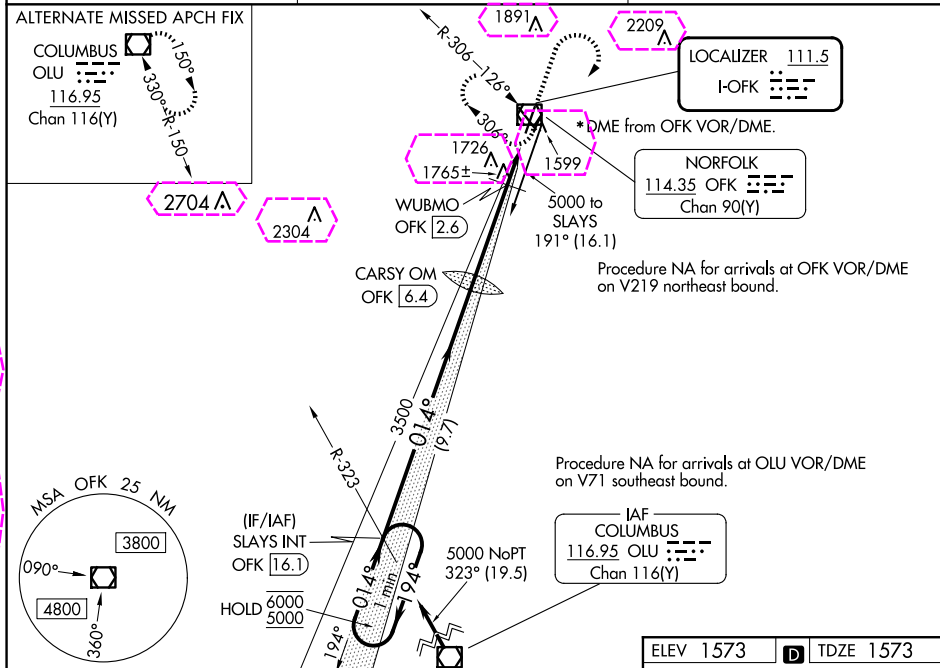 ALTERNATE MISSED APCH FIX
COLUMBUS
OLU
116.95
Chan 116(Y)
150°
330°
R-150
2704
2304
R-306
126°
306°
1891
2209
LOCALIZER 111.5
I-OFK
*DME from OFK VOR/DME.
1726
1765±
1599
NORFOLK
114.35 OFK
Chan 90(Y)
WUBMO
OFK 2.6
5000 to
SLAYS
191° (16.1)
Procedure NA for arrivals at OFK VOR/DME
on V219 northeast bound.
CARSY OM
OFK 6.4
3500
014°
(9.7)
R-323
Procedure NA for arrivals at OLU VOR/DME
on V71 southeast bound.
MSA OFK 25 NM
3800
090°
4800
360°
(IF/IAF)
SLAYS INT
OFK 16.1
HOLD 6000
5000
014°
1 min
194°
194°
5000 NoPT
323° (19.5)
IAF
COLUMBUS
116.95 OLU
Chan 116(Y)
ELEV 1573
D
TDZE 1573